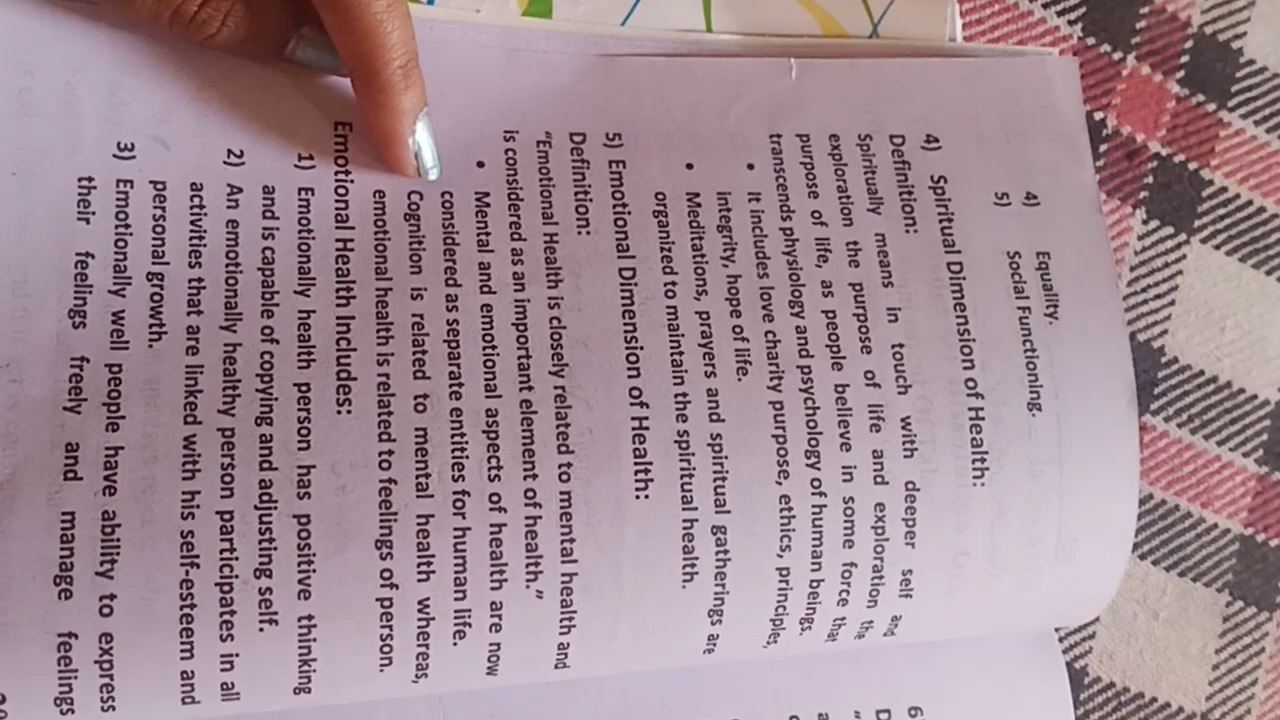 4) Equality.
5) Social Functioning.
4) Spiritual Dimension of Health:
Definition:
Spiritually means in touch with deeper self and
exploration the purpose of life and exploration the
purpose of life, as people believe in some force that
transcends physiology and psychology of human beings.
• It includes love charity purpose, ethics, principles,
integrity, hope of life.
• Meditations, prayers and spiritual gatherings are
organized to maintain the spiritual health.
5) Emotional Dimension of Health:
Definition:
"Emotional Health is closely related to mental health and
is considered as an important element of health."
• Mental and emotional aspects of health are now
considered as separate entities for human life.
Cognition is related to mental health whereas,
emotional health is related to feelings of person.
Emotional Health Includes:
1) Emotionally health person has positive thinking
and is capable of copying and adjusting self.
2) An emotionally healthy person participates in all
activities that are linked with his self-esteem and
personal growth.
3) Emotionally well people have ability to express
their feelings freely and manage feelings